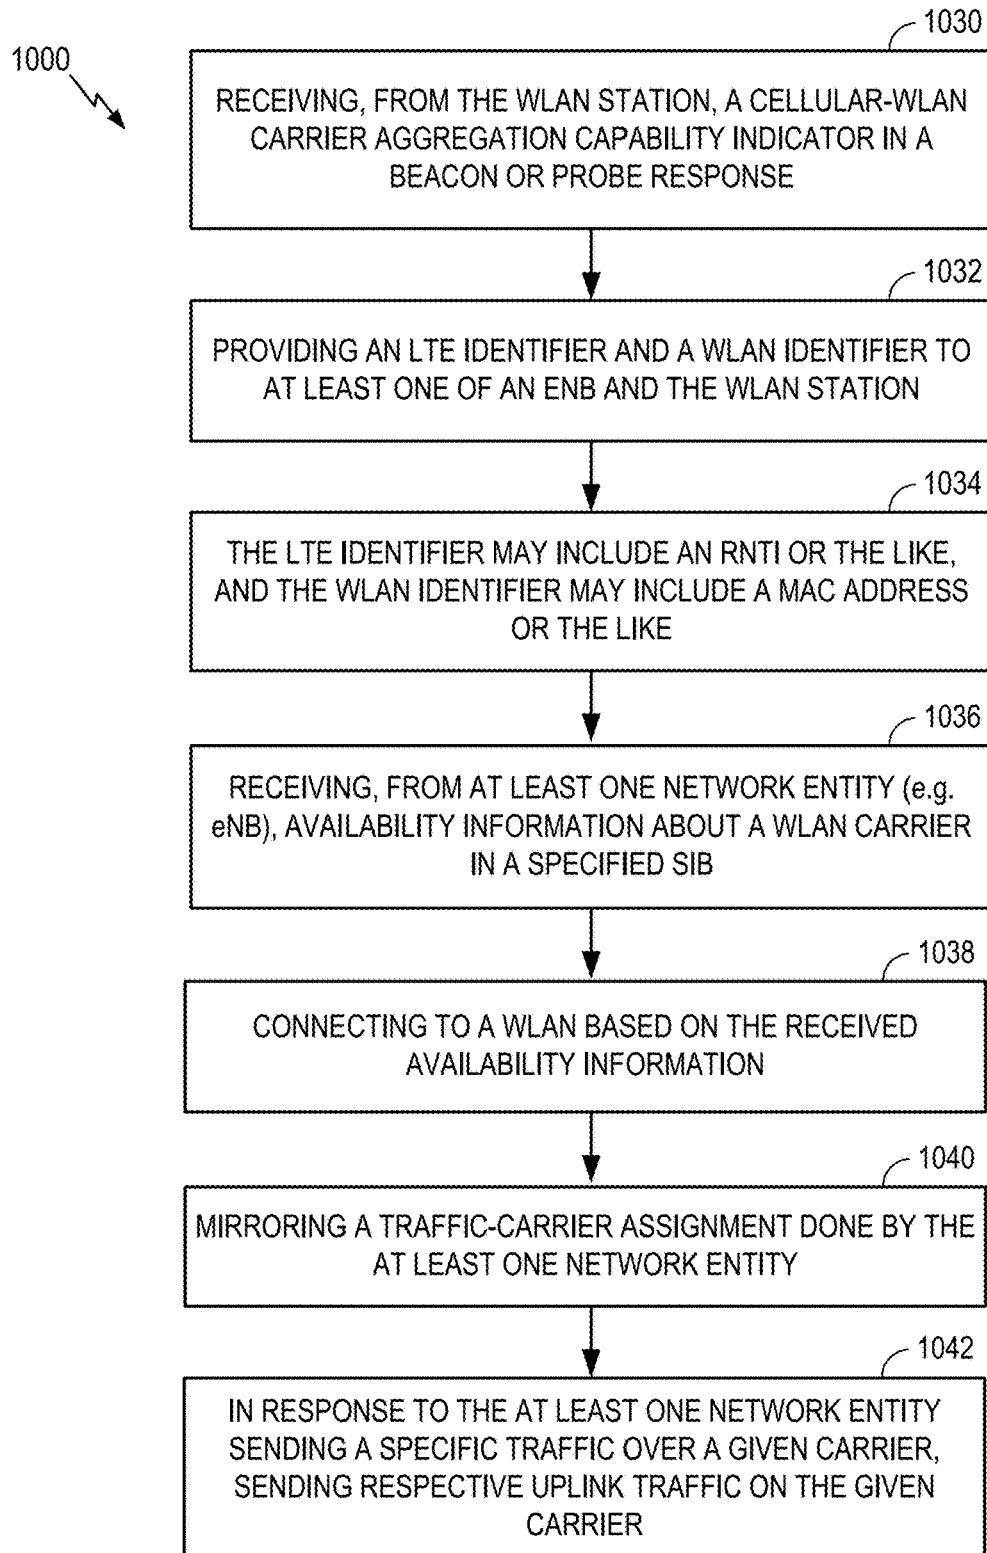 1000
1030
RECEIVING, FROM THE WLAN STATION, A CELLULAR-WLAN
CARRIER AGGREGATION CAPABILITY INDICATOR IN A
BEACON OR PROBE RESPONSE
1032
PROVIDING AN LTE IDENTIFIER AND A WLAN IDENTIFIER TO
AT LEAST ONE OF AN ENB AND THE WLAN STATION
1034
THE LTE IDENTIFIER MAY INCLUDE AN RNTI OR THE LIKE,
AND THE WLAN IDENTIFIER MAY INCLUDE A MAC ADDRESS
OR THE LIKE
1036
RECEIVING, FROM AT LEAST ONE NETWORK ENTITY (e.g.
eNB), AVAILABILITY INFORMATION ABOUT A WLAN CARRIER
IN A SPECIFIED SIB
1038
CONNECTING TO A WLAN BASED ON THE RECEIVED
AVAILABILITY INFORMATION
1040
MIRRORING A TRAFFIC-CARRIER ASSIGNMENT DONE BY THE
AT LEAST ONE NETWORK ENTITY
1042
IN RESPONSE TO THE AT LEAST ONE NETWORK ENTITY
SENDING A SPECIFIC TRAFFIC OVER A GIVEN CARRIER,
SENDING RESPECTIVE UPLINK TRAFFIC ON THE GIVEN
CARRIER